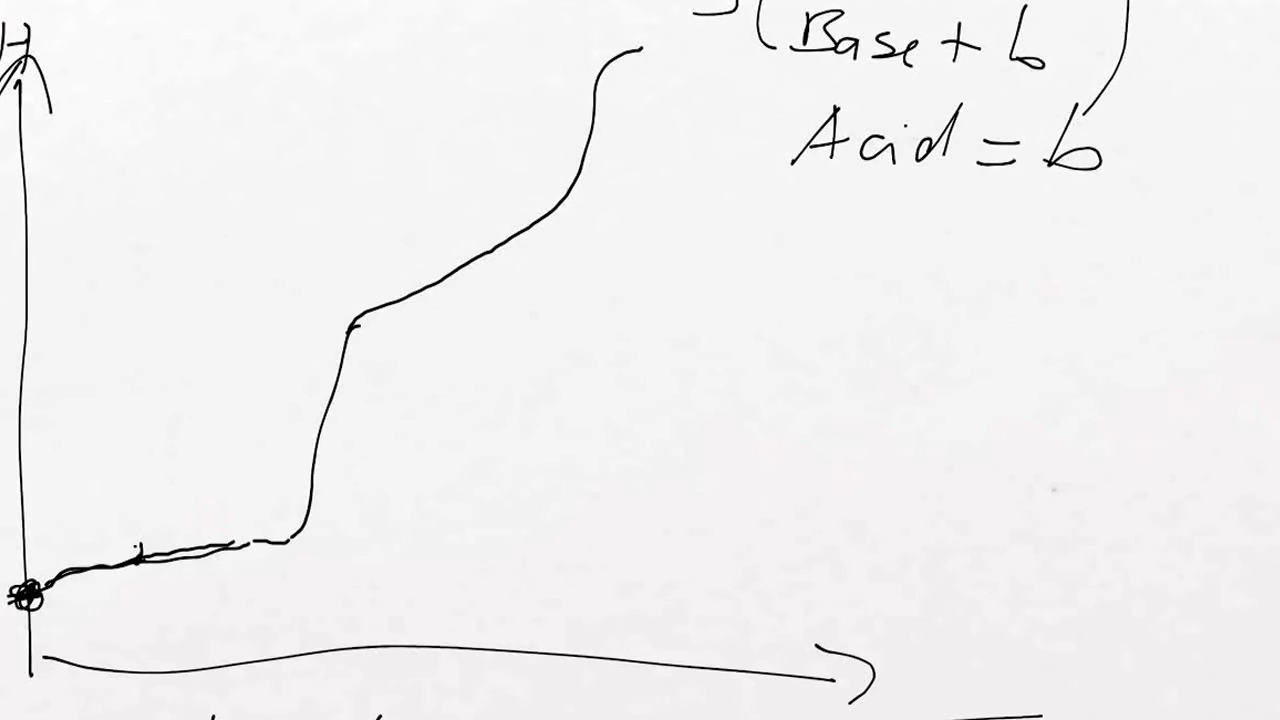 H
(Base + b)
Acid = b